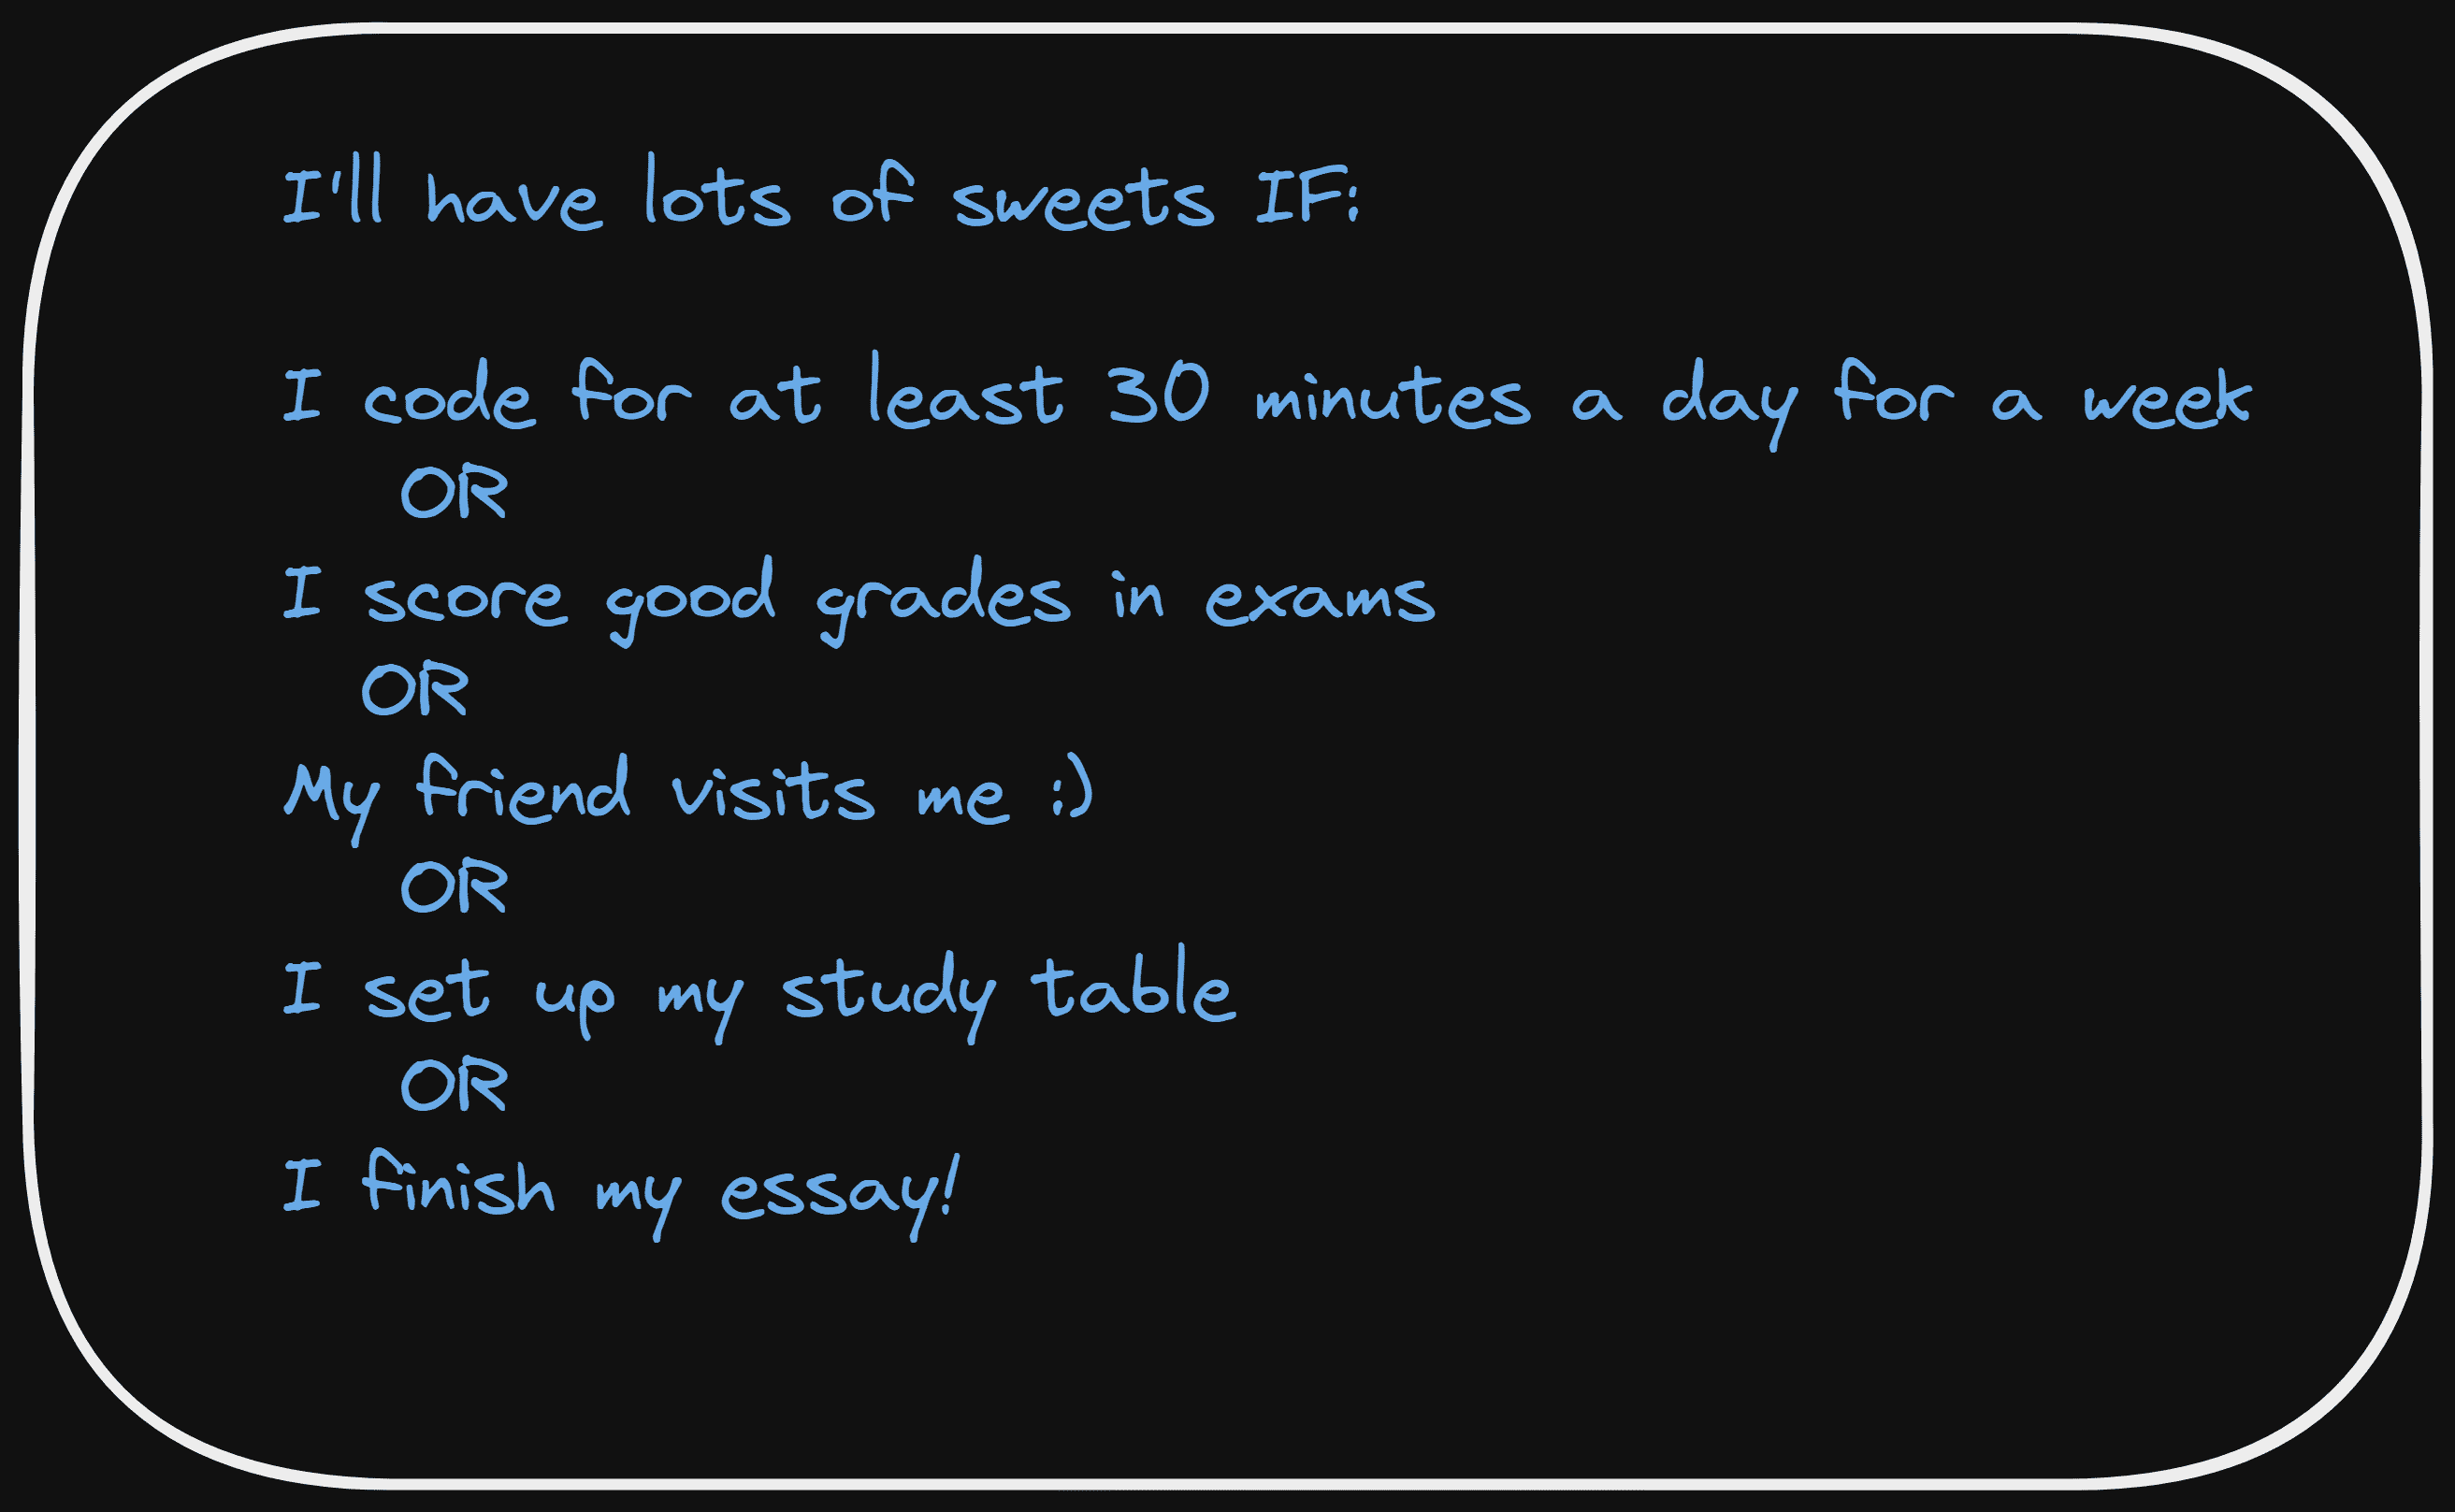 I'll have lots of sweets IF:
I code for at least 30 minutes a day for a week
OR
I score good grades in exams
OR
My friend visits me :)
OR
I set up my study table
OR
I finish my essay!